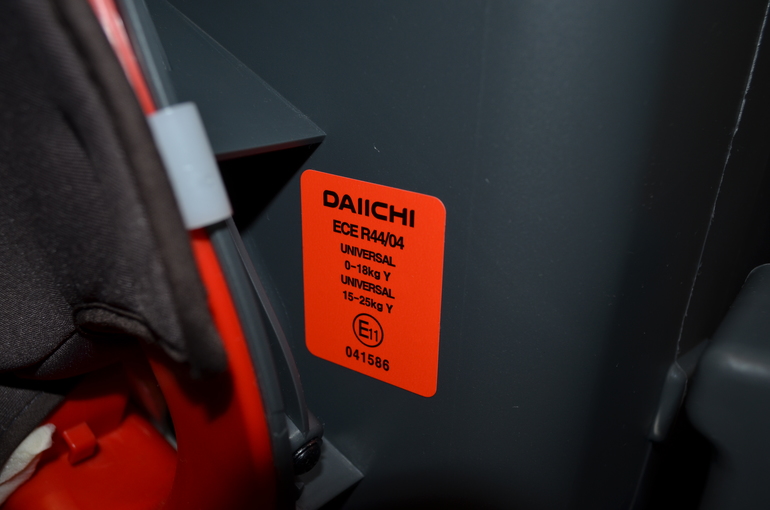 DAIICHI
ECE R44/04
UNIVERSAL
0-18kg Y
UNIVERSAL
15-25kg Y
E11
041586